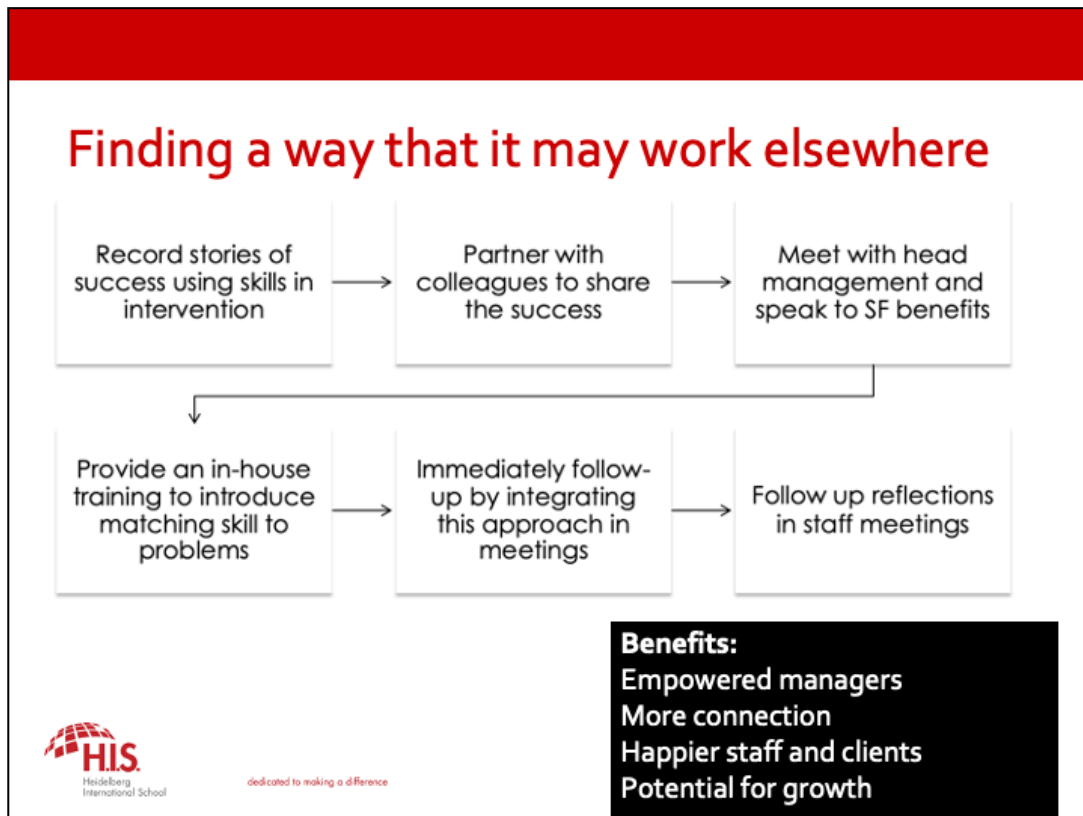 Finding a way that it may work elsewhere
Record stories of
success using skills in
intervention
Partner with
colleagues to share
the success
Meet with head
management and
speak to SF benefits
Provide an in-house
training to introduce
matching skill to
problems
Immediately follow-
up by integrating
this approach in
meetings
Follow up reflections
in staff meetings
Benefits:
Empowered managers
More connection
Happier staff and clients
Potential for growth
H.I.S.
Heidelberg
International School
dedicated to making a difference